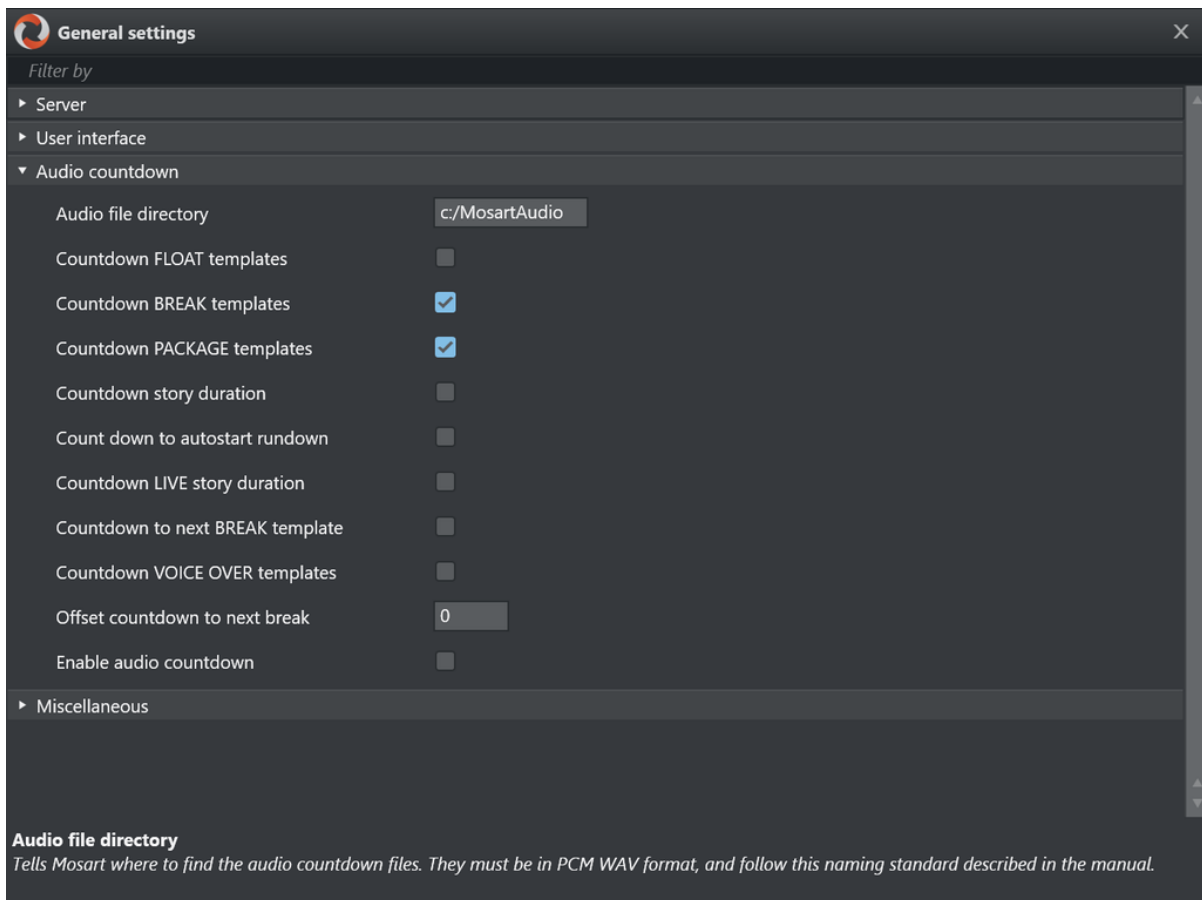 General settings
Filter by
Server
User interface
Audio countdown
Audio file directory c:/MosartAudio
Countdown FLOAT templates
Countdown BREAK templates
Countdown PACKAGE templates
Countdown story duration
Count down to autostart rundown
Countdown LIVE story duration
Countdown to next BREAK template
Countdown VOICE OVER templates
Offset countdown to next break 0
Enable audio countdown
Miscellaneous
Audio file directory
Tells Mosart where to find the audio countdown files. They must be in PCM WAV format, and follow this naming standard described in the manual.